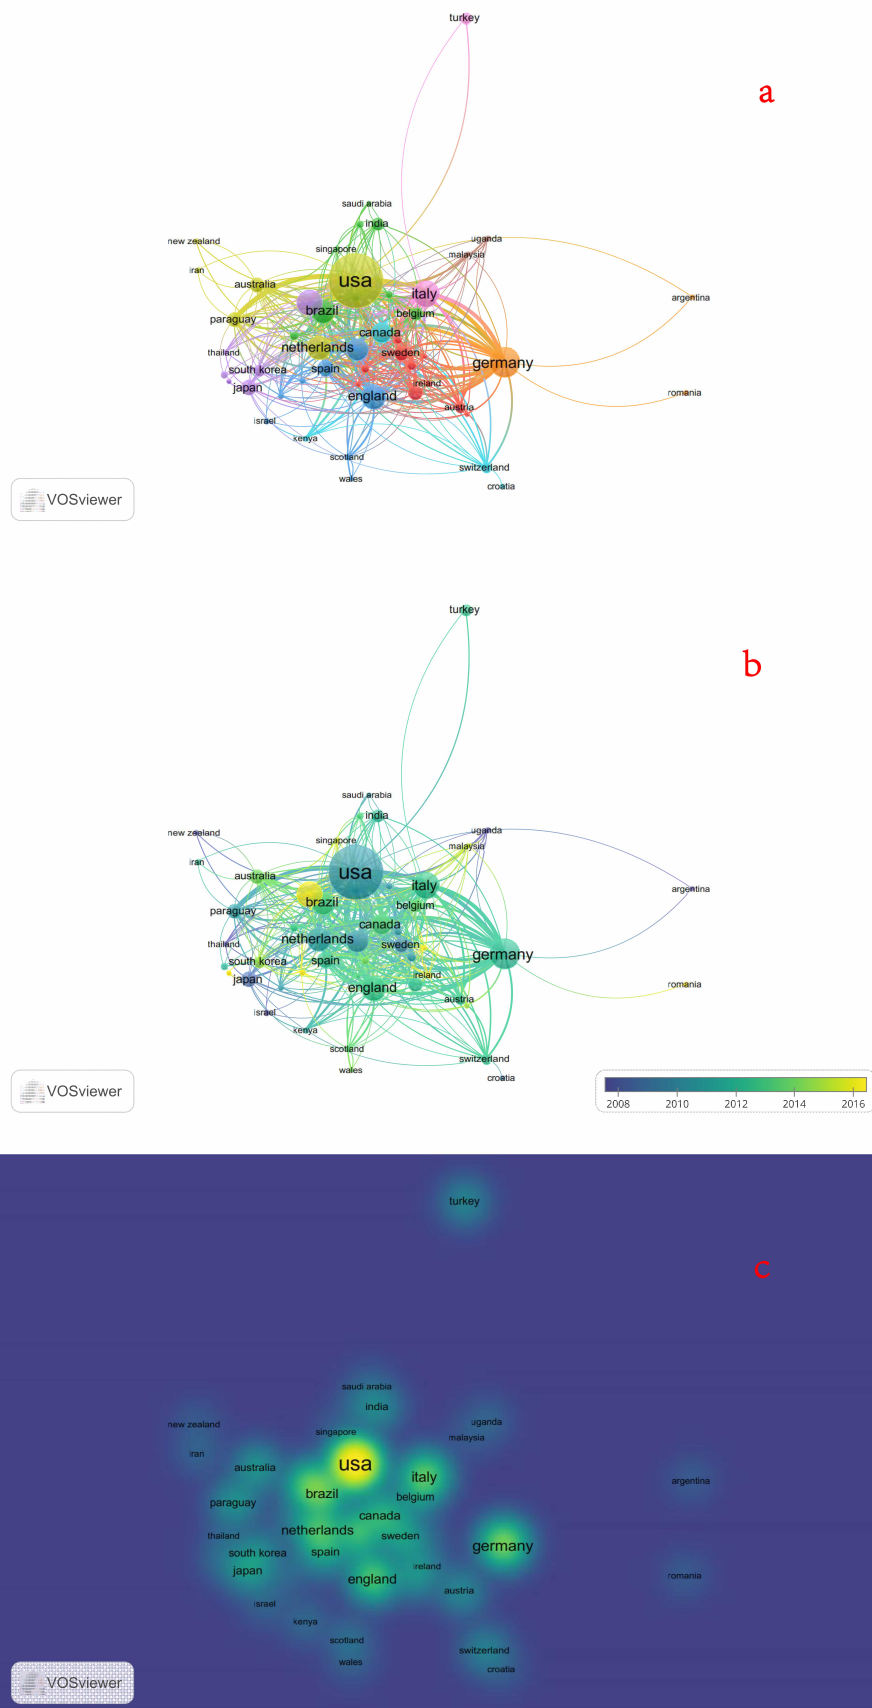 turkey
a
saudi arabia
india
new zealand
uganda
singapore
malaysia
iran
usa
australia
italy
argentina
brazil
belgium
paraguay
canada
netherlands
sweden
thailand
germany
south korea
spain
japan
ireland
romania
england
austria
israel
kenya
scotland
switzerland
wales
croatia
VOSviewer
turkey
b
saudi arabia
india
new zealand
uganda
singapore
malaysia
iran
usa
australia
italy
argentina
brazil
belgium
paraguay
canada
netherlands
sweden
thailand
germany
south korea
spain
japan
ireland
romania
england
austria
israel
kenya
scotland
switzerland
wales
croatia
VOSviewer
2008 2010 2012 2014 2016
turkey
c
saudi arabia
india
new zealand
uganda
singapore
malaysia
iran
usa
australia
italy
argentina
brazil
belgium
paraguay
canada
netherlands
sweden
thailand
germany
south korea
spain
japan
ireland
romania
england
austria
israel
kenya
scotland
switzerland
wales
croatia
VOSviewer